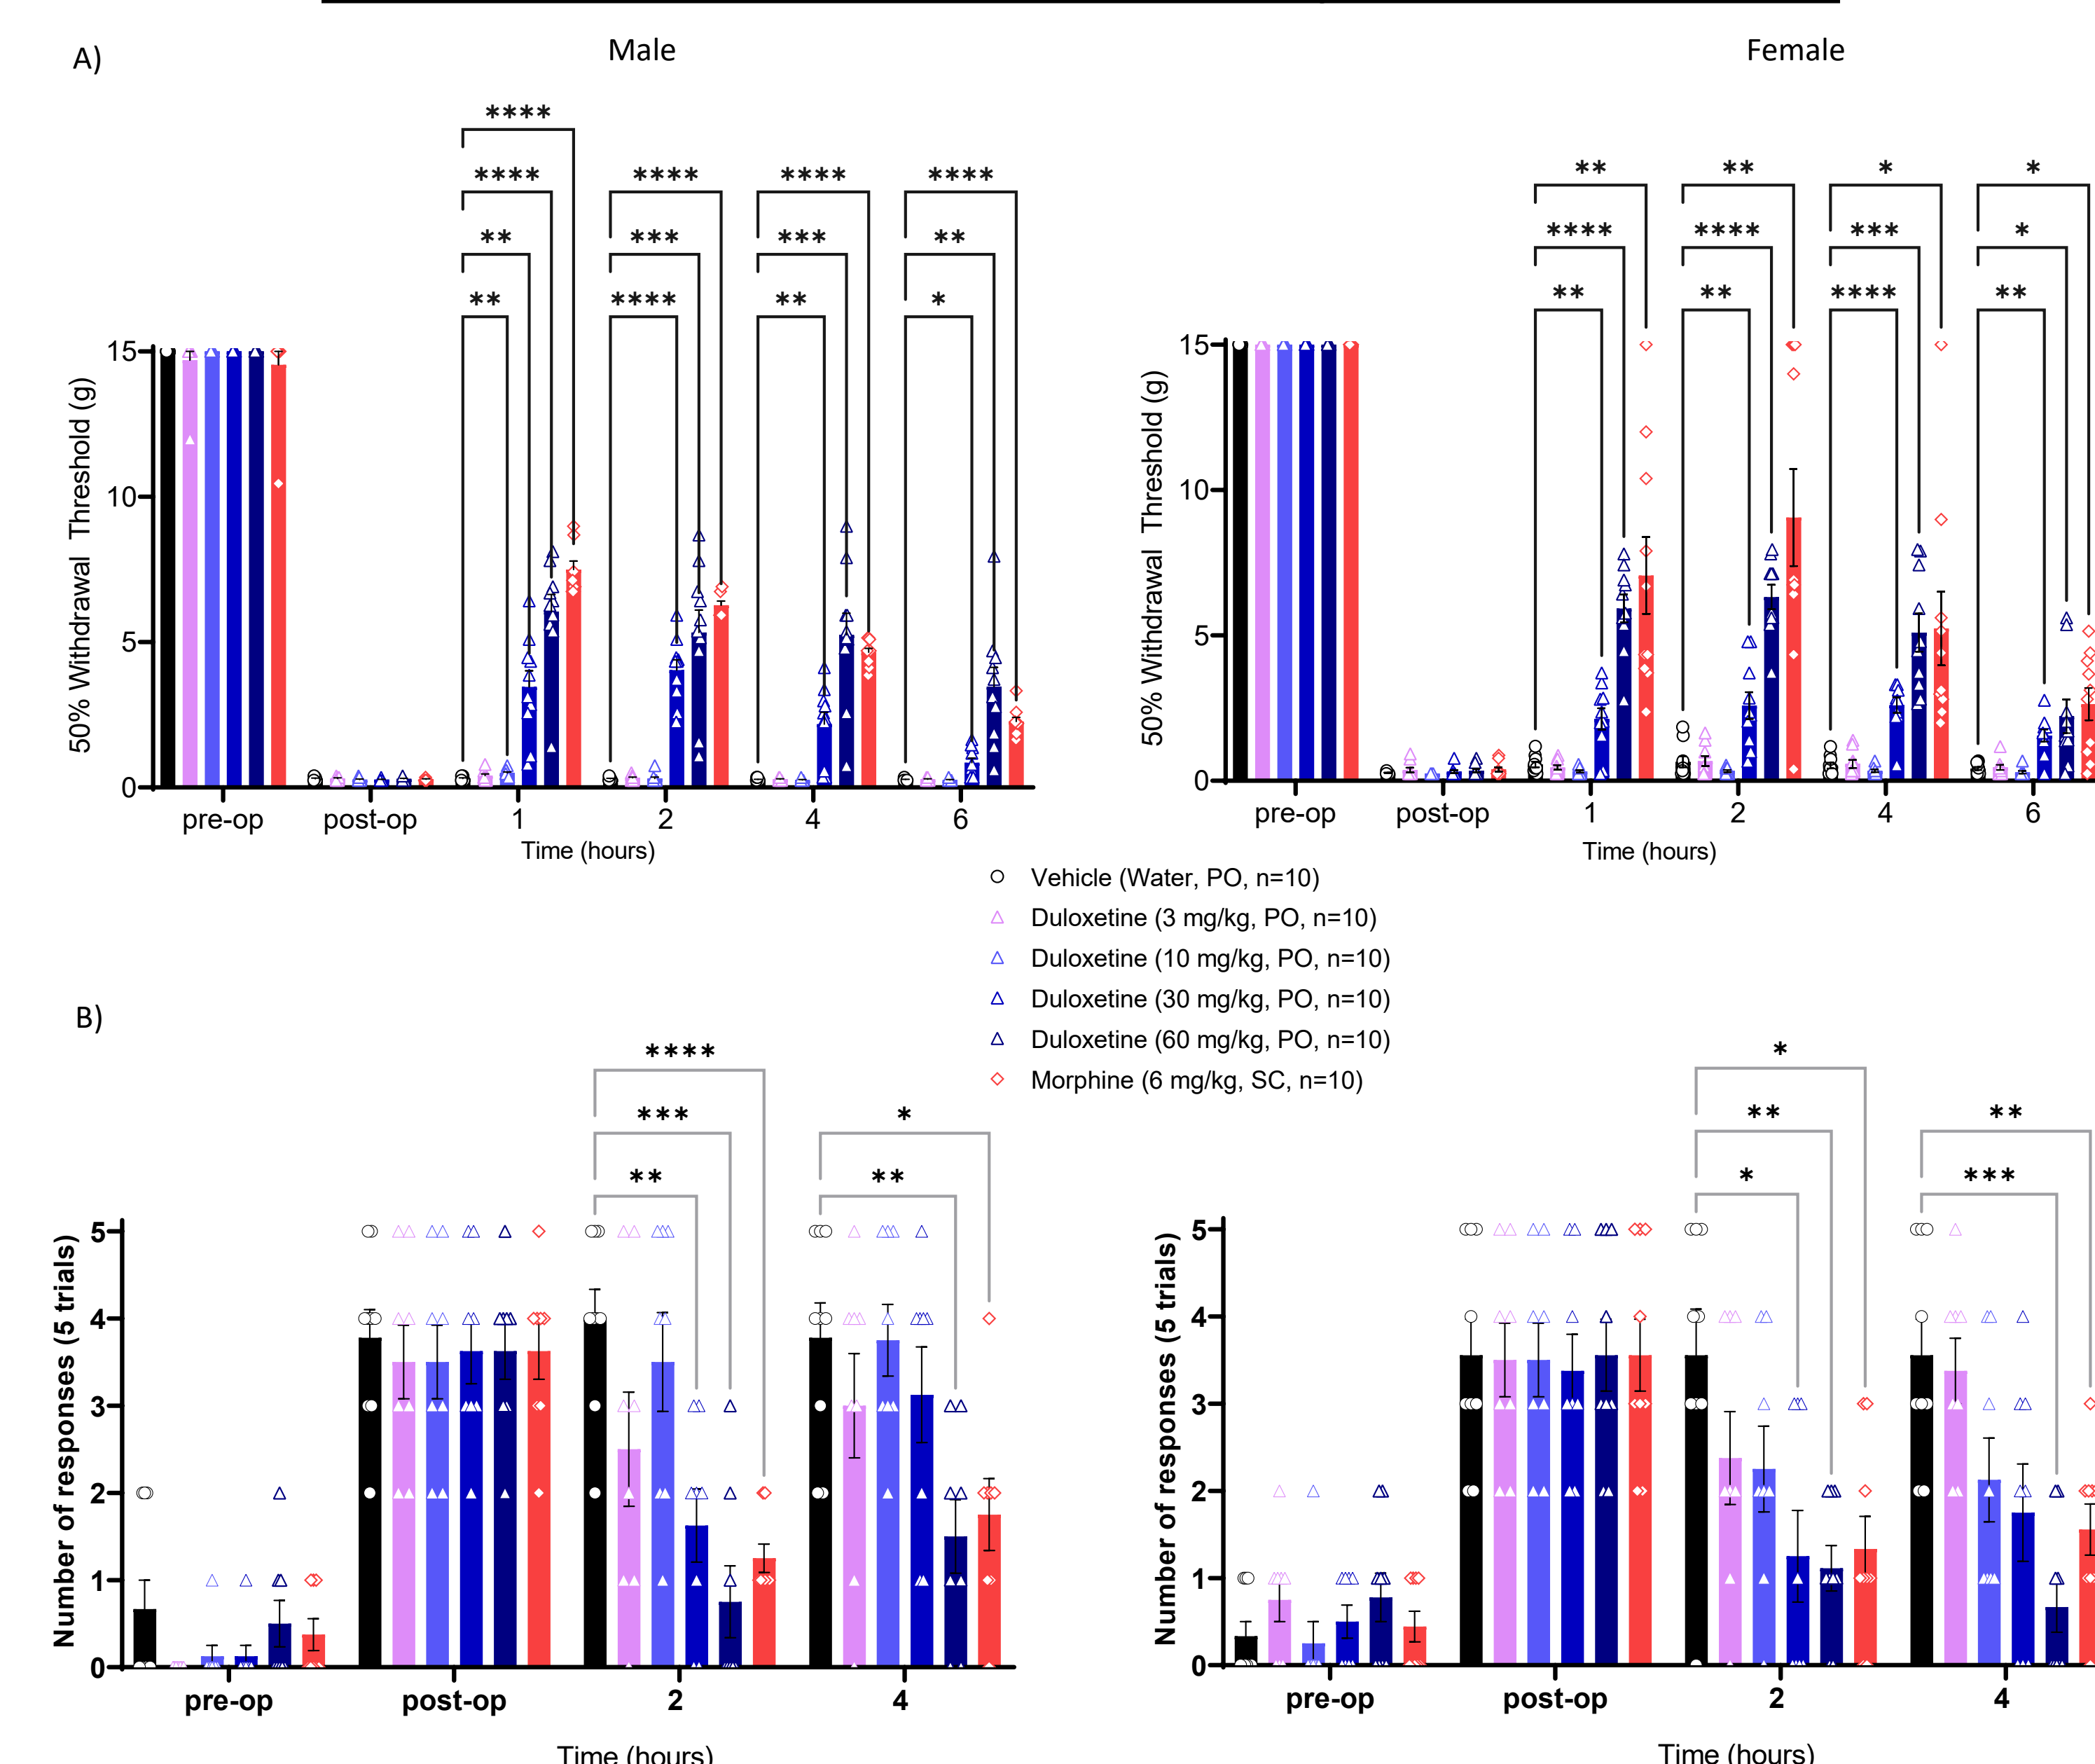 A)
Male
Female
****
****
****
****
****
**
***
***
**
**
****
**
*
**
**
*
*
****
****
***
*
**
**
****
**
50% Withdrawal Threshold (g)
15
10
5
0
pre-op
post-op
1
2
4
6
Time (hours)
50% Withdrawal Threshold (g)
15
10
5
0
pre-op
post-op
1
2
4
6
Time (hours)
Vehicle (Water, PO, n=10)
Duloxetine (3 mg/kg, PO, n=10)
Duloxetine (10 mg/kg, PO, n=10)
Duloxetine (30 mg/kg, PO, n=10)
Duloxetine (60 mg/kg, PO, n=10)
Morphine (6 mg/kg, SC, n=10)
B)
****
***
*
**
**
*
**
**
*
***
Number of responses (5 trials)
5
4
3
2
1
0
pre-op
post-op
2
4
Time (hours)
Number of responses (5 trials)
5
4
3
2
1
0
pre-op
post-op
2
4
Time (hours)